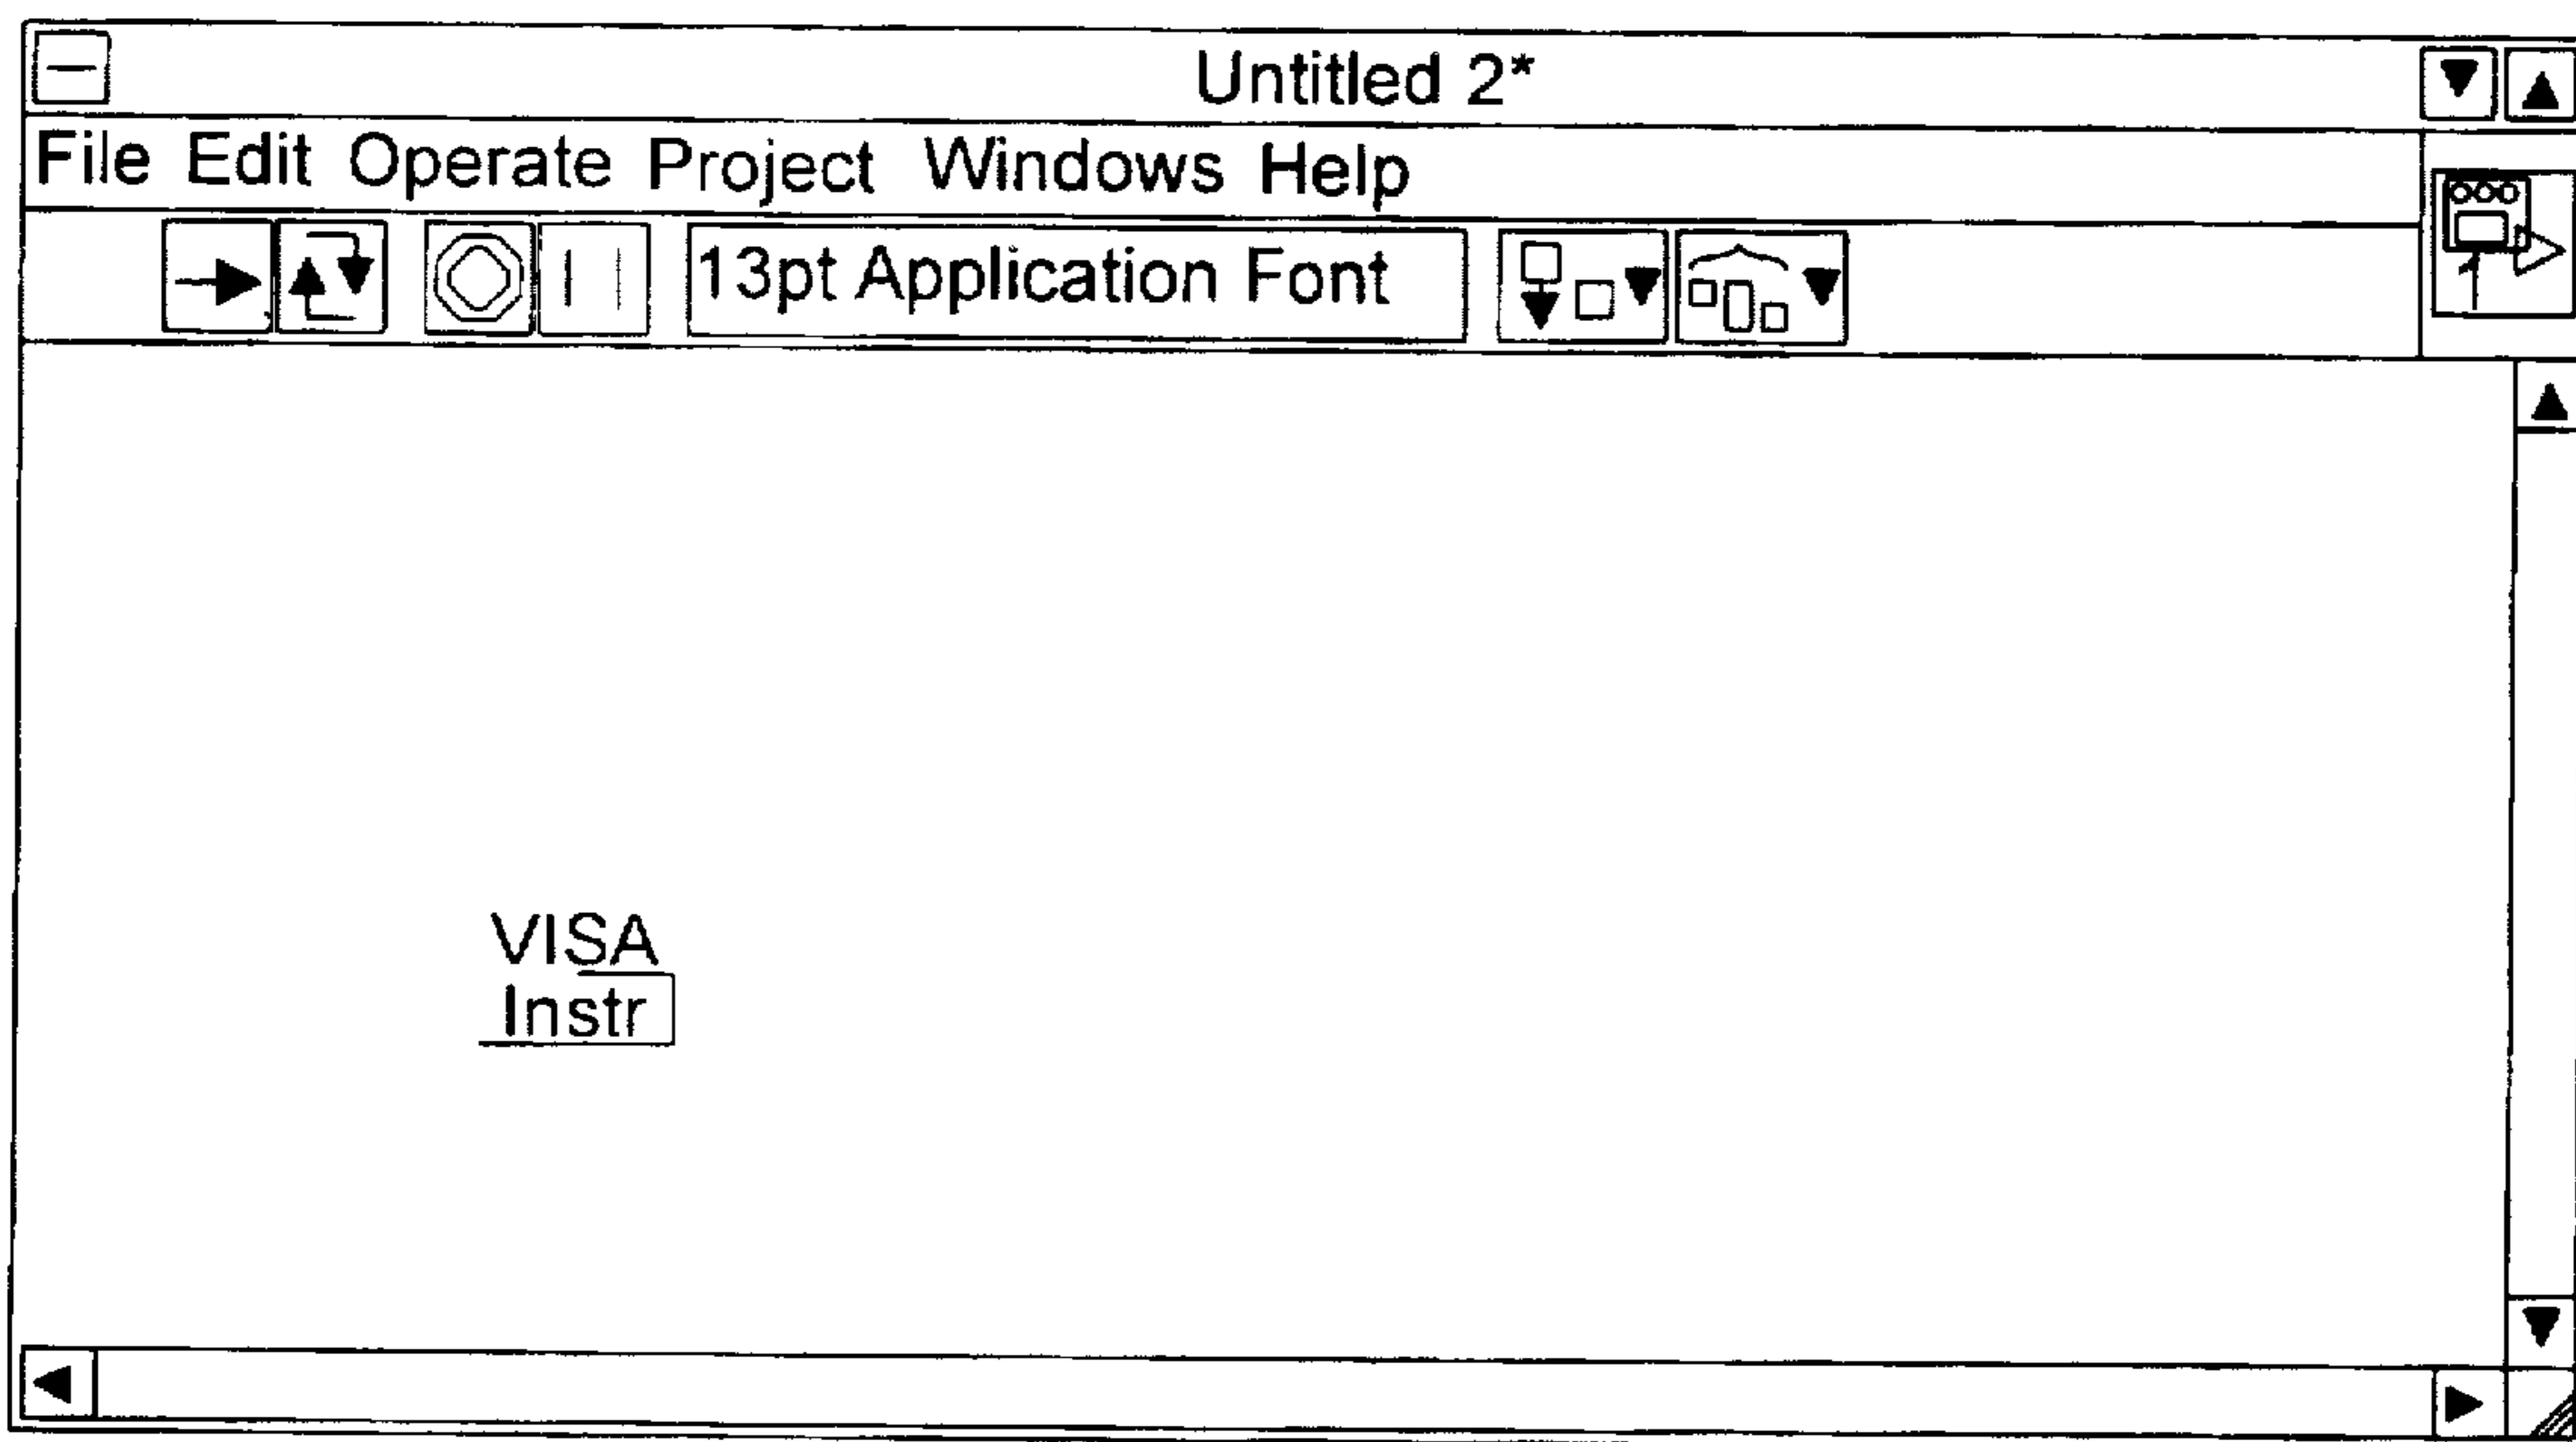 Untitled 2*
File Edit Operate Project Windows Help
13pt Application Font
VISA
Instr